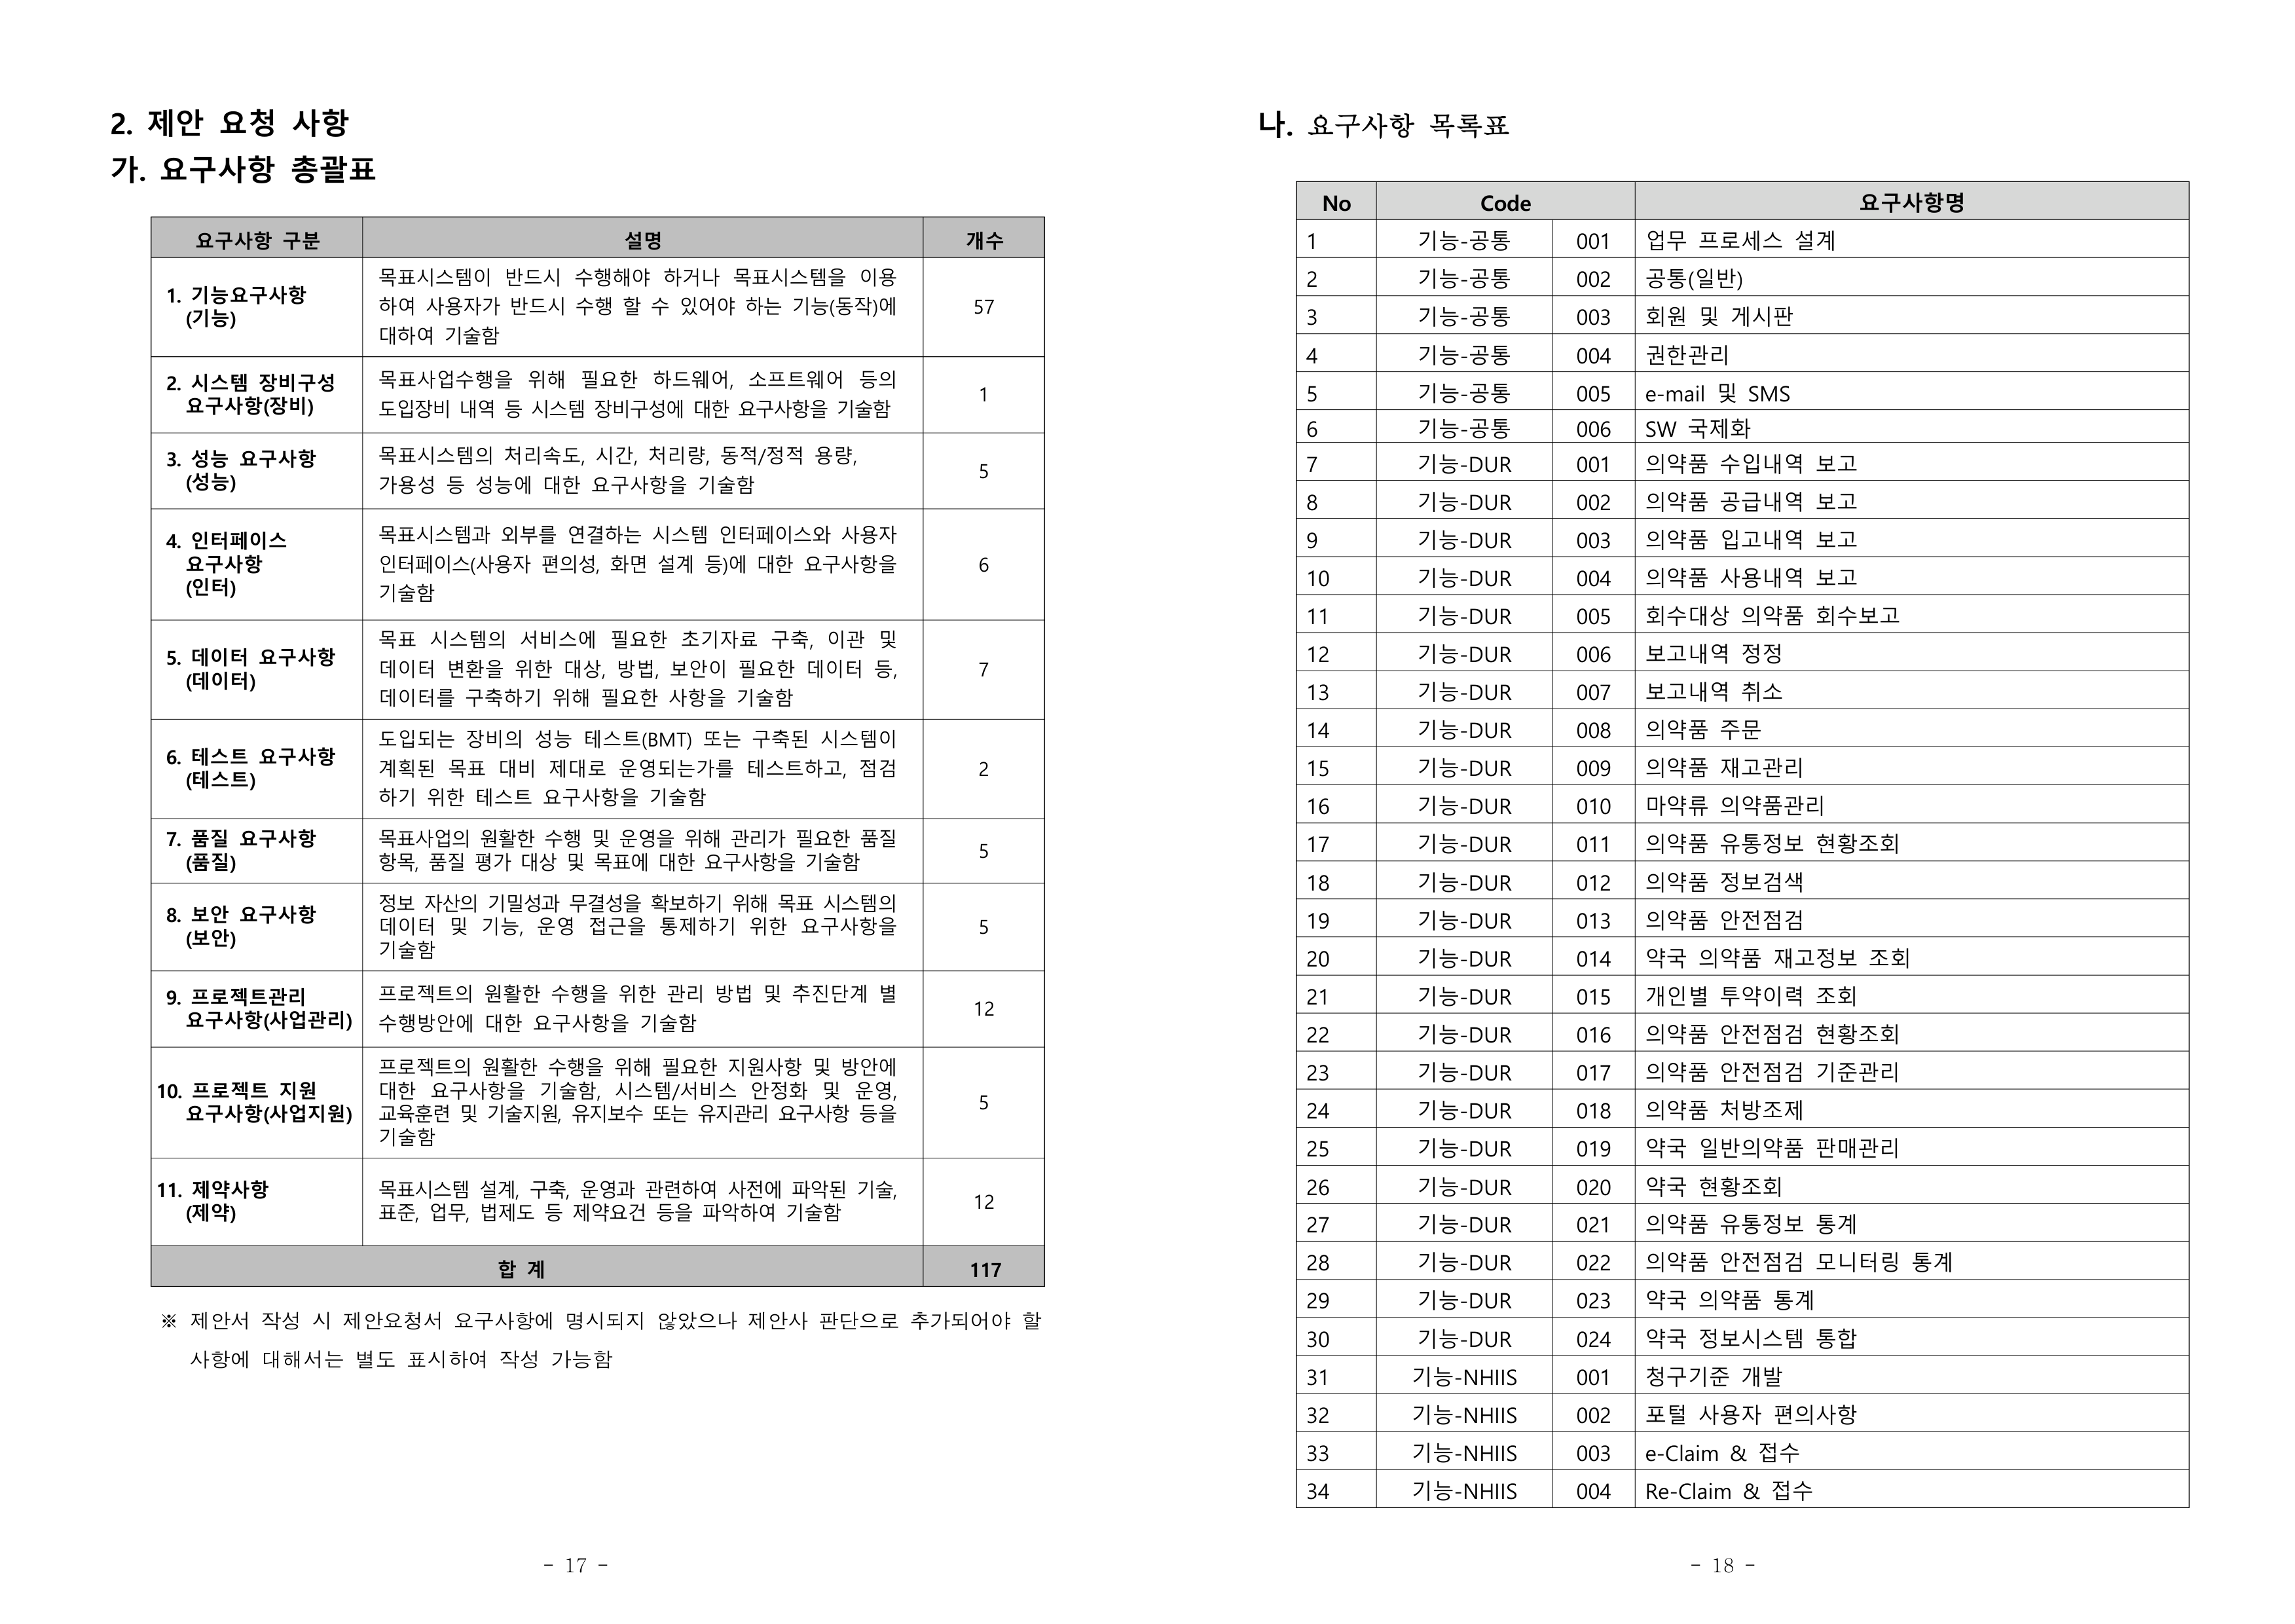 2. 제안 요청 사항
가. 요구사항 총괄표
요구사항 구분 설명 개수
1. 기능요구사항
(기능)
목표시스템이 반드시 수행해야 하거나 목표시스템을 이용
하여 사용자가 반드시 수행 할 수 있어야 하는 기능(동작)에
대하여 기술함
57
2. 시스템 장비구성
요구사항(장비)
목표사업수행을 위해 필요한 하드웨어, 소프트웨어 등의
도입장비 내역 등 시스템 장비구성에 대한 요구사항을 기술함
1
3. 성능 요구사항
(성능)
목표시스템의 처리속도, 시간, 처리량, 동적/정적 용량,
가용성 등 성능에 대한 요구사항을 기술함
5
4. 인터페이스
요구사항
(인터)
목표시스템과 외부를 연결하는 시스템 인터페이스와 사용자
인터페이스(사용자 편의성, 화면 설계 등)에 대한 요구사항을
기술함
6
5. 데이터 요구사항
(데이터)
목표 시스템의 서비스에 필요한 초기자료 구축, 이관 및
데이터 변환을 위한 대상, 방법, 보안이 필요한 데이터 등,
데이터를 구축하기 위해 필요한 사항을 기술함
7
6. 테스트 요구사항
(테스트)
도입되는 장비의 성능 테스트(BMT) 또는 구축된 시스템이
계획된 목표 대비 제대로 운영되는가를 테스트하고, 점검
하기 위한 테스트 요구사항을 기술함
2
7. 품질 요구사항
(품질)
목표사업의 원활한 수행 및 운영을 위해 관리가 필요한 품질
항목, 품질 평가 대상 및 목표에 대한 요구사항을 기술함
5
8. 보안 요구사항
(보안)
정보 자산의 기밀성과 무결성을 확보하기 위해 목표 시스템의
데이터 및 기능, 운영 접근을 통제하기 위한 요구사항을
기술함
5
9. 프로젝트관리
요구사항(사업관리)
프로젝트의 원활한 수행을 위한 관리 방법 및 추진단계 별
수행방안에 대한 요구사항을 기술함
12
10. 프로젝트 지원
요구사항(사업지원)
프로젝트의 원활한 수행을 위해 필요한 지원사항 및 방안에
대한 요구사항을 기술함, 시스템/서비스 안정화 및 운영,
교육훈련 및 기술지원, 유지보수 또는 유지관리 요구사항 등을
기술함
5
11. 제약사항
(제약)
목표시스템 설계, 구축, 운영과 관련하여 사전에 파악된 기술,
표준, 업무, 법제도 등 제약요건 등을 파악하여 기술함
12
합 계 117
※ 제안서 작성 시 제안요청서 요구사항에 명시되지 않았으나 제안사 판단으로 추가되어야 할
사항에 대해서는 별도 표시하여 작성 가능함
- 17 -
나. 요구사항 목록표
No Code 요구사항명
1 기능-공통 001 업무 프로세스 설계
2 기능-공통 002 공통(일반)
3 기능-공통 003 회원 및 게시판
4 기능-공통 004 권한관리
5 기능-공통 005 e-mail 및 SMS
6 기능-공통 006 SW 국제화
7 기능-DUR 001 의약품 수입내역 보고
8 기능-DUR 002 의약품 공급내역 보고
9 기능-DUR 003 의약품 입고내역 보고
10 기능-DUR 004 의약품 사용내역 보고
11 기능-DUR 005 회수대상 의약품 회수보고
12 기능-DUR 006 보고내역 정정
13 기능-DUR 007 보고내역 취소
14 기능-DUR 008 의약품 주문
15 기능-DUR 009 의약품 재고관리
16 기능-DUR 010 마약류 의약품관리
17 기능-DUR 011 의약품 유통정보 현황조회
18 기능-DUR 012 의약품 정보검색
19 기능-DUR 013 의약품 안전점검
20 기능-DUR 014 약국 의약품 재고정보 조회
21 기능-DUR 015 개인별 투약이력 조회
22 기능-DUR 016 의약품 안전점검 현황조회
23 기능-DUR 017 의약품 안전점검 기준관리
24 기능-DUR 018 의약품 처방조제
25 기능-DUR 019 약국 일반의약품 판매관리
26 기능-DUR 020 약국 현황조회
27 기능-DUR 021 의약품 유통정보 통계
28 기능-DUR 022 의약품 안전점검 모니터링 통계
29 기능-DUR 023 약국 의약품 통계
30 기능-DUR 024 약국 정보시스템 통합
31 기능-NHIIS 001 청구기준 개발
32 기능-NHIIS 002 포털 사용자 편의사항
33 기능-NHIIS 003 e-Claim & 접수
34 기능-NHIIS 004 Re-Claim & 접수
- 18 -